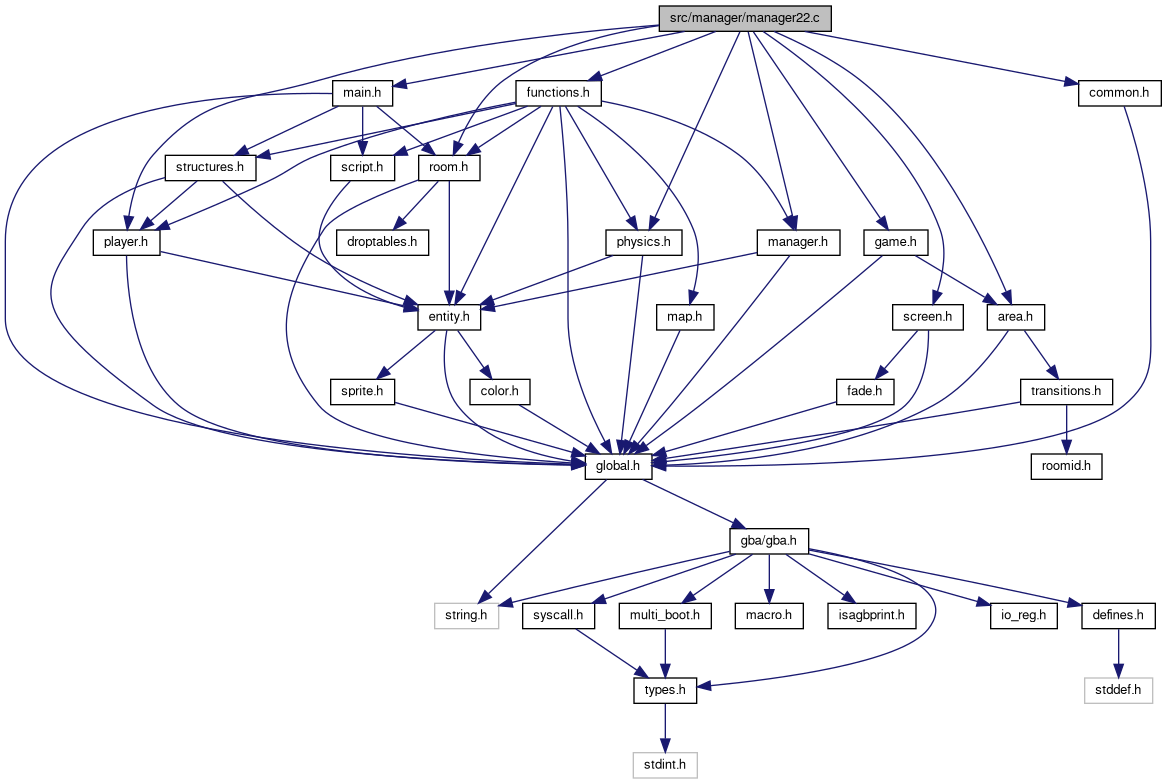 src/manager/manager22.c
main.h
functions.h
common.h
structures.h
script.h
room.h
player.h
droptables.h
physics.h
manager.h
game.h
entity.h
map.h
screen.h
area.h
sprite.h
color.h
fade.h
transitions.h
global.h
roomid.h
gba/gba.h
string.h
syscall.h
multi_boot.h
macro.h
isagbprint.h
io_reg.h
defines.h
types.h
stddef.h
stdint.h